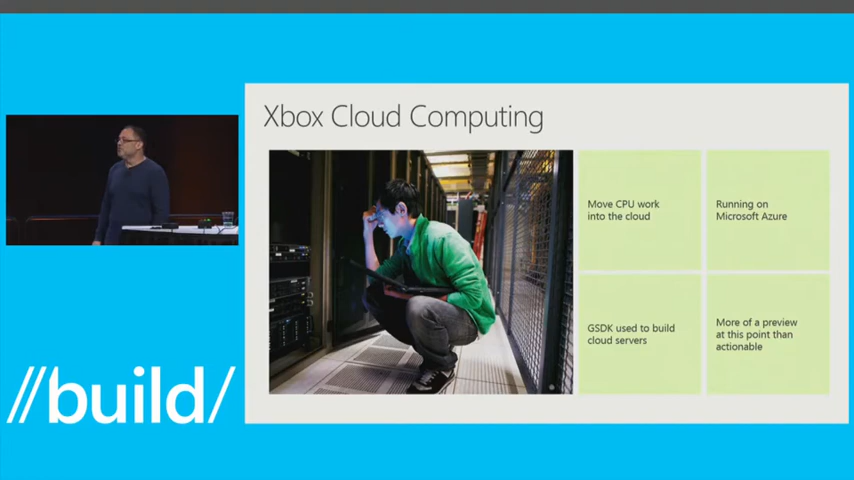 Xbox Cloud Computing
Move CPU work
into the cloud
Running on
Microsoft Azure
GSDK used to build
cloud servers
More of a preview
at this point than
actionable
//build/